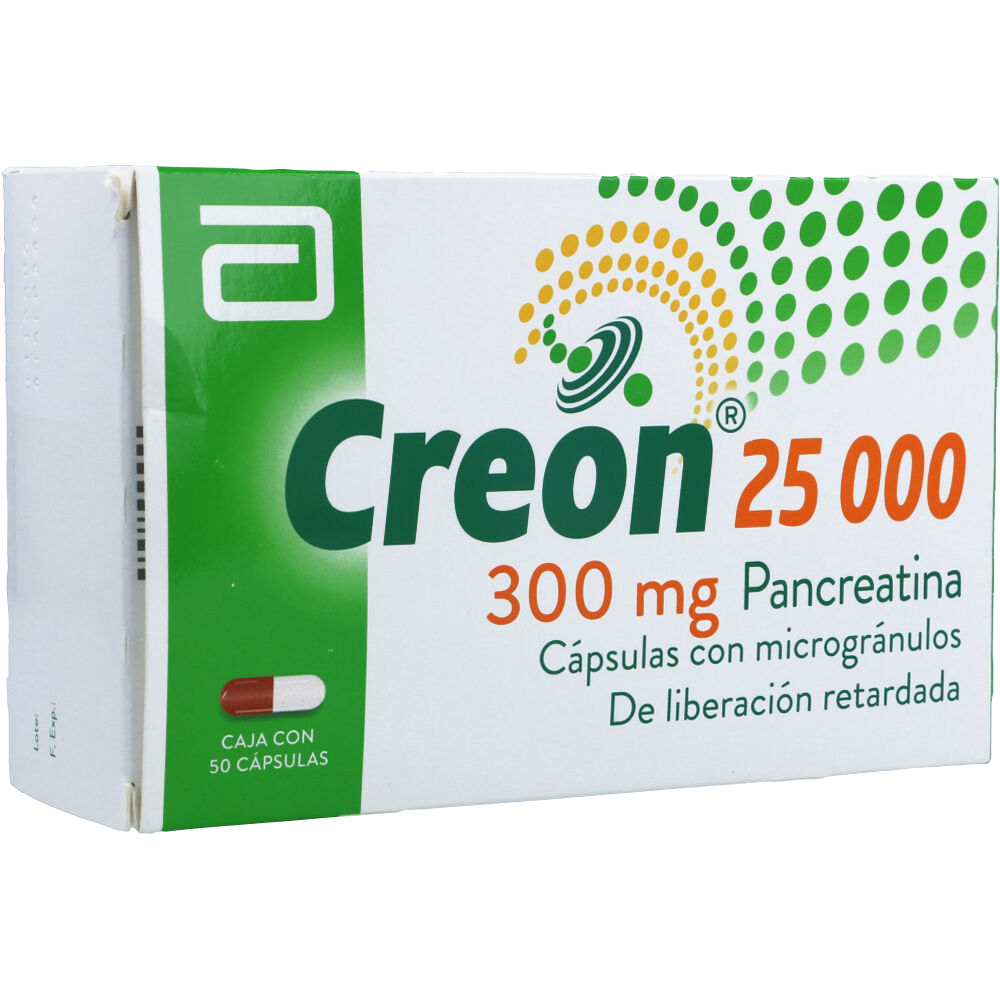 Creon® 25 000
300 mg Pancreatina
Cápsulas con microgránulos
De liberación retardada
CAJA CON
50 CÁPSULAS
Lote:
F. Exp.: